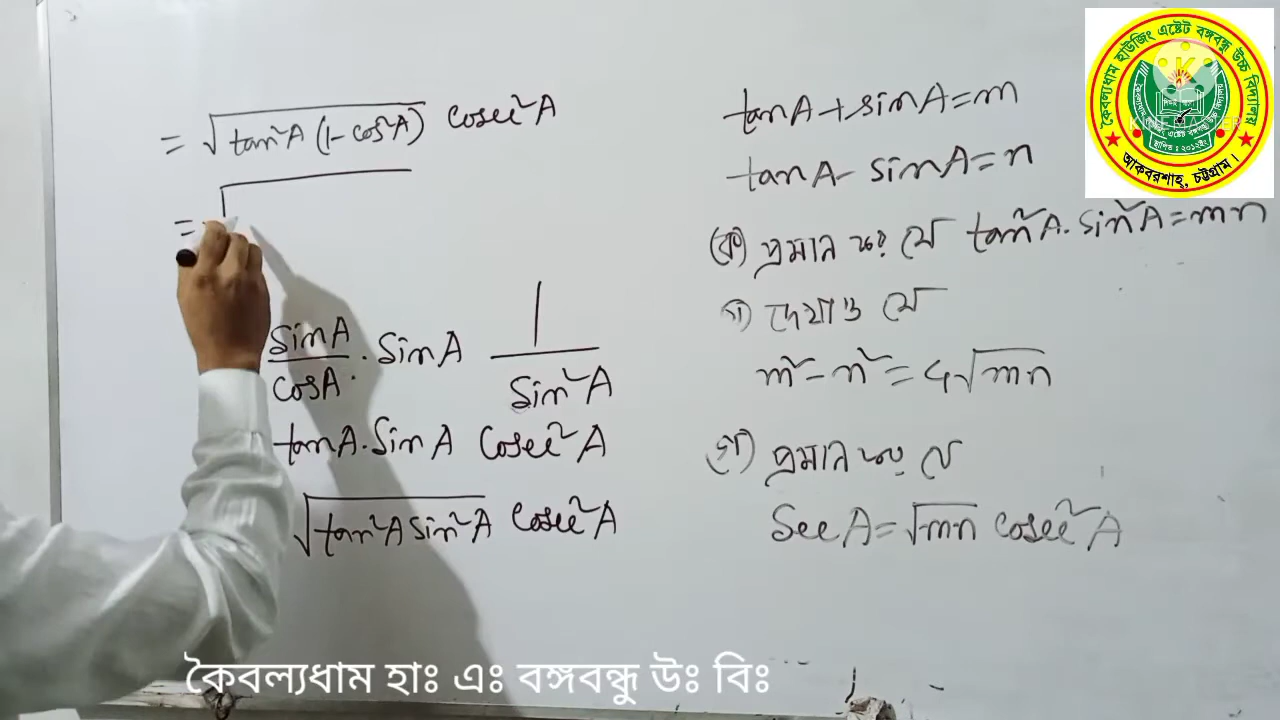 = √tan²A (1-cos²A) cosec²A
= √
sinA/cosA . sinA 1/sin²A
tanA. SinA Cosec²A
√tan²A sin²A Cosec²A
tanA+sinA=m
tanA- sinA=n
(ক) প্রমান কর যে tan²A. sin²A=mn
দেখাও যে
m²-n²=4√mn
(গ) প্রমান কর যে
SecA=√mn cosec²A
কৈবল্যধাম হাউজিং এষ্টেট বঙ্গবন্ধু উচ্চ বিদ্যালয়
আকবরশাহ্, চট্টগ্রাম।
কৈবল্যধাম হাঃ এঃ বঙ্গবন্ধু উঃ বিঃ